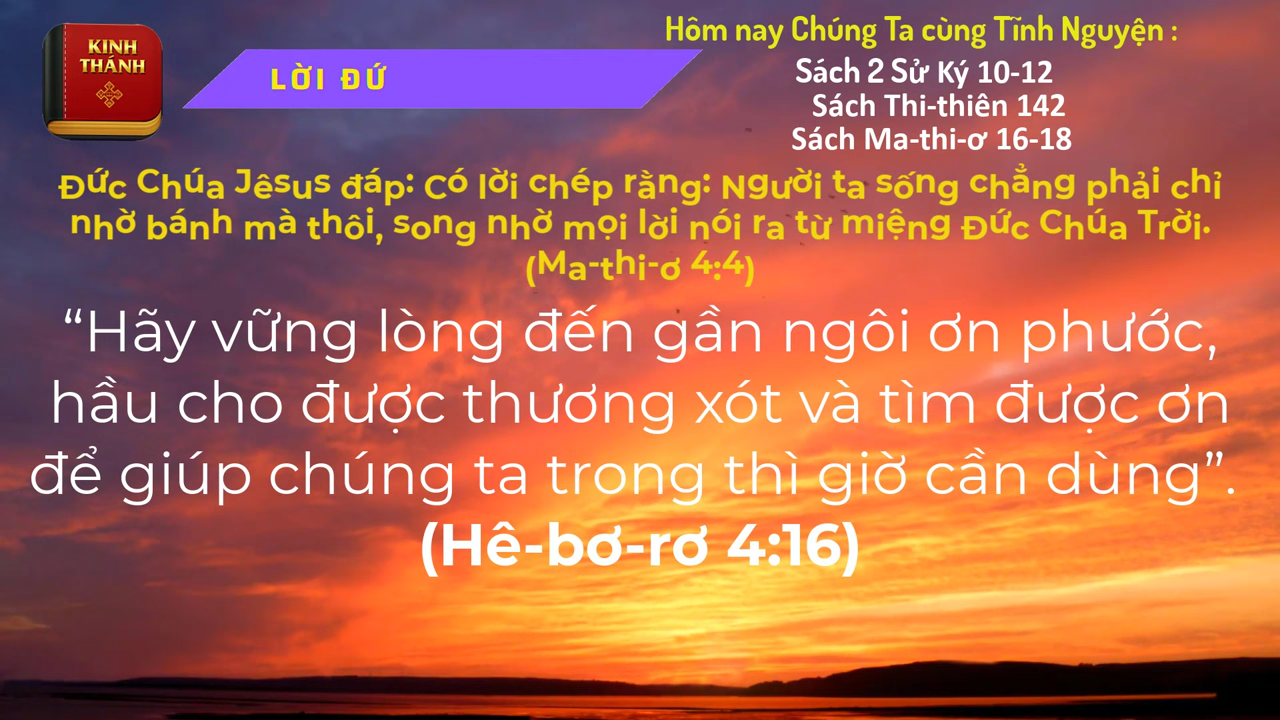 KINH
THÁNH
LỜI ĐỨ
Hôm nay Chúng Ta cùng Tĩnh Nguyện :
Sách 2 Sử Ký 10-12
Sách Thi-thiên 142
Sách Ma-thi-ơ 16-18
Đức Chúa Jêsus đáp: Có lời chép rằng: Người ta sống chẳng phải chỉ
nhờ bánh mà thôi, song nhờ mọi lời nói ra từ miệng Đức Chúa Trời.
(Ma-thi-ơ 4:4)
“Hãy vững lòng đến gần ngôi ơn phước,
hầu cho được thương xót và tìm được ơn
để giúp chúng ta trong thì giờ cần dùng”.
(Hê-bơ-rơ 4:16)